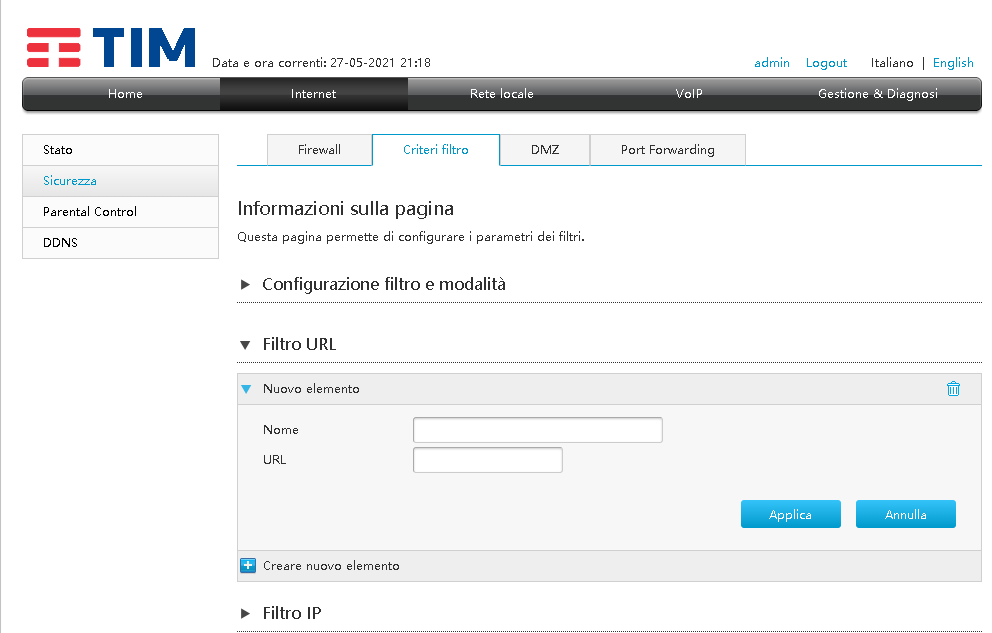 TIM
Data e ora correnti: 27-05-2021 21:18
admin Logout Italiano | English
Home Internet Rete locale VoIP Gestione & Diagnosi
Stato
Sicurezza
Parental Control
DDNS
Firewall Criteri filtro DMZ Port Forwarding
Informazioni sulla pagina
Questa pagina permette di configurare i parametri dei filtri.
Configurazione filtro e modalità
Filtro URL
Nuovo elemento
Nome
URL
Applica Annulla
Creare nuovo elemento
Filtro IP